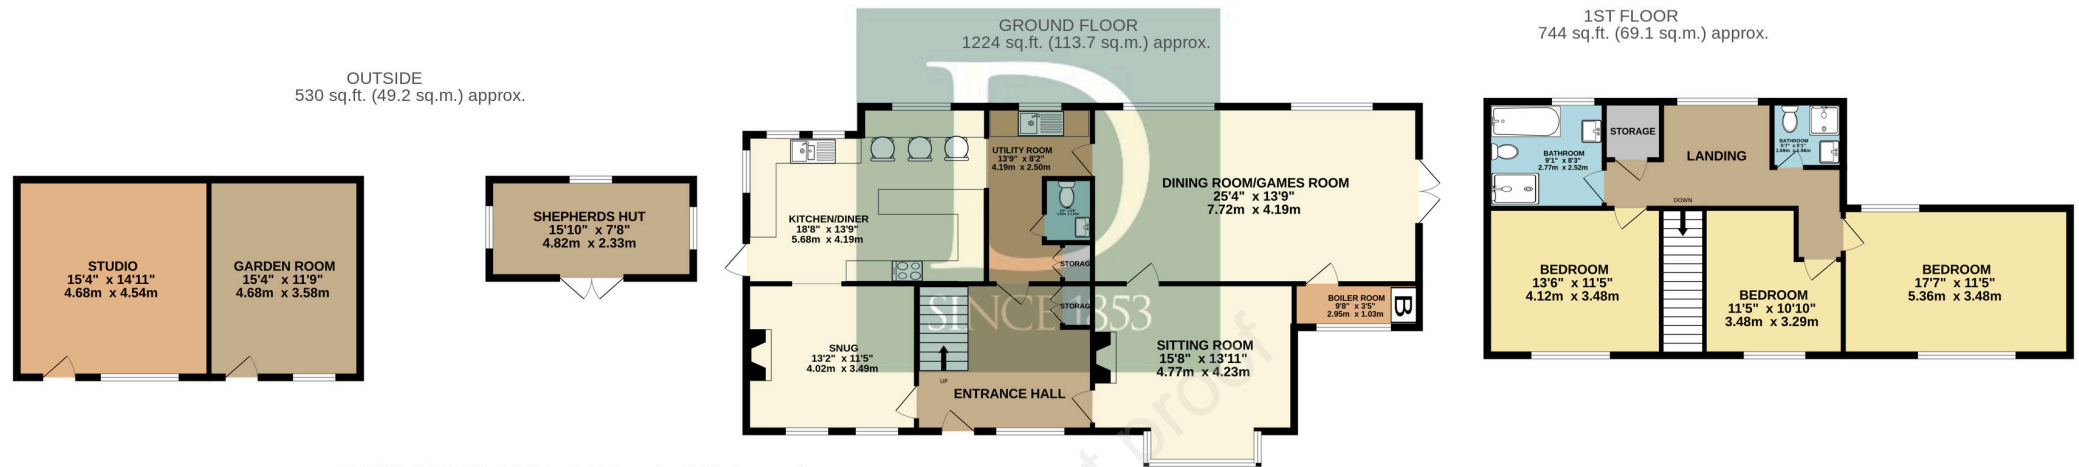 OUTSIDE
530 sq.ft. (49.2 sq.m.) approx.
STUDIO
15'4" x 14'11"
4.68m x 4.54m
GARDEN ROOM
15'4" x 11'9"
4.68m x 3.58m
SHEPHERDS HUT
15'10" x 7'8"
4.82m x 2.33m
GROUND FLOOR
1224 sq.ft. (113.7 sq.m.) approx.
D
SINCE 1853
KITCHEN/DINER
18'8" x 13'9"
5.68m x 4.19m
UTILITY ROOM
13'9" x 8'2"
4.19m x 2.50m
STORAG
STORAG
DINING ROOM/GAMES ROOM
25'4" x 13'9"
7.72m x 4.19m
BOILER ROOM
9'8" x 3'5"
2.95m x 1.03m
B
SNUG
13'2" x 11'5"
4.02m x 3.49m
UP
ENTRANCE HALL
SITTING ROOM
15'8" x 13'11"
4.77m x 4.23m
proof
1ST FLOOR
744 sq.ft. (69.1 sq.m.) approx.
BATHROOM
9'1" x 8'3"
2.77m x 2.52m
STORAGE
LANDING
BATHROOM
DOWN
BEDROOM
13'6" x 11'5"
4.12m x 3.48m
BEDROOM
11'5" x 10'10"
3.48m x 3.29m
BEDROOM
17'7" x 11'5"
5.36m x 3.48m